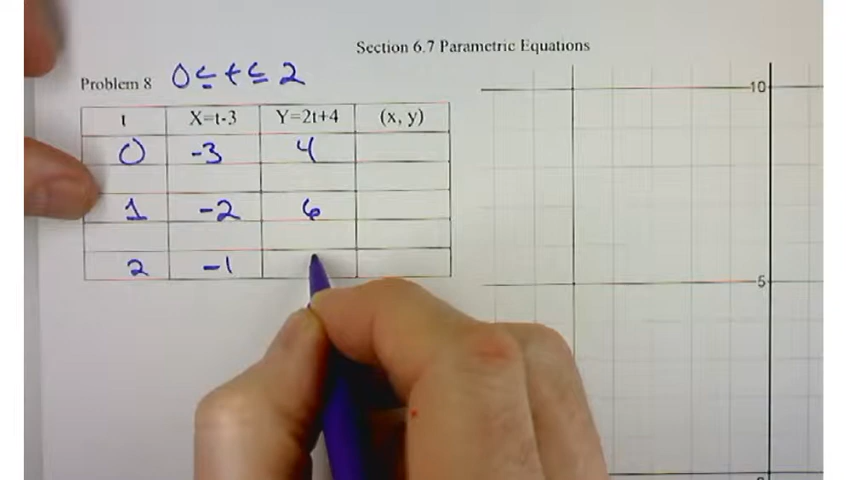 Section 6.7 Parametric Equations
Problem 8 0 ≤ t ≤ 2
t X=t-3 Y=2t+4 (x, y)
0 -3 4
1 -2 6
2 -1
10
5